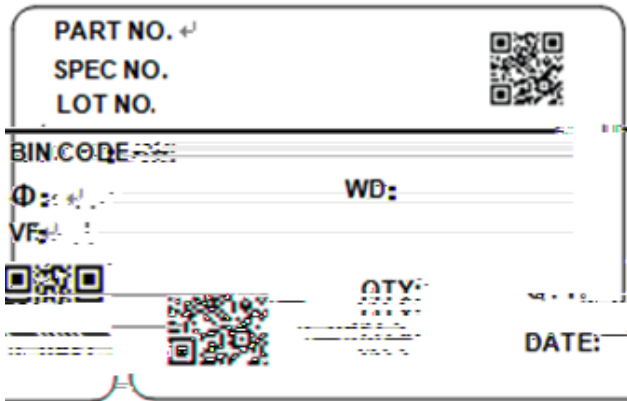 PART NO. ↵
SPEC NO.
LOT NO.
BIN CODE
Φ: ↵ WD:
VF:↵
QTY:
DATE: